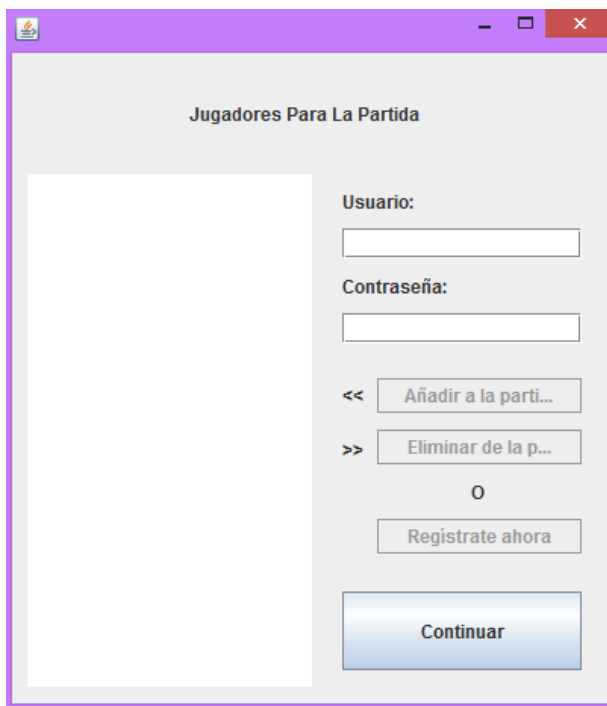 Jugadores Para La Partida
Usuario:
Contraseña:
<< Añadir a la parti...
>> Eliminar de la p...
O
Regístrate ahora
Continuar